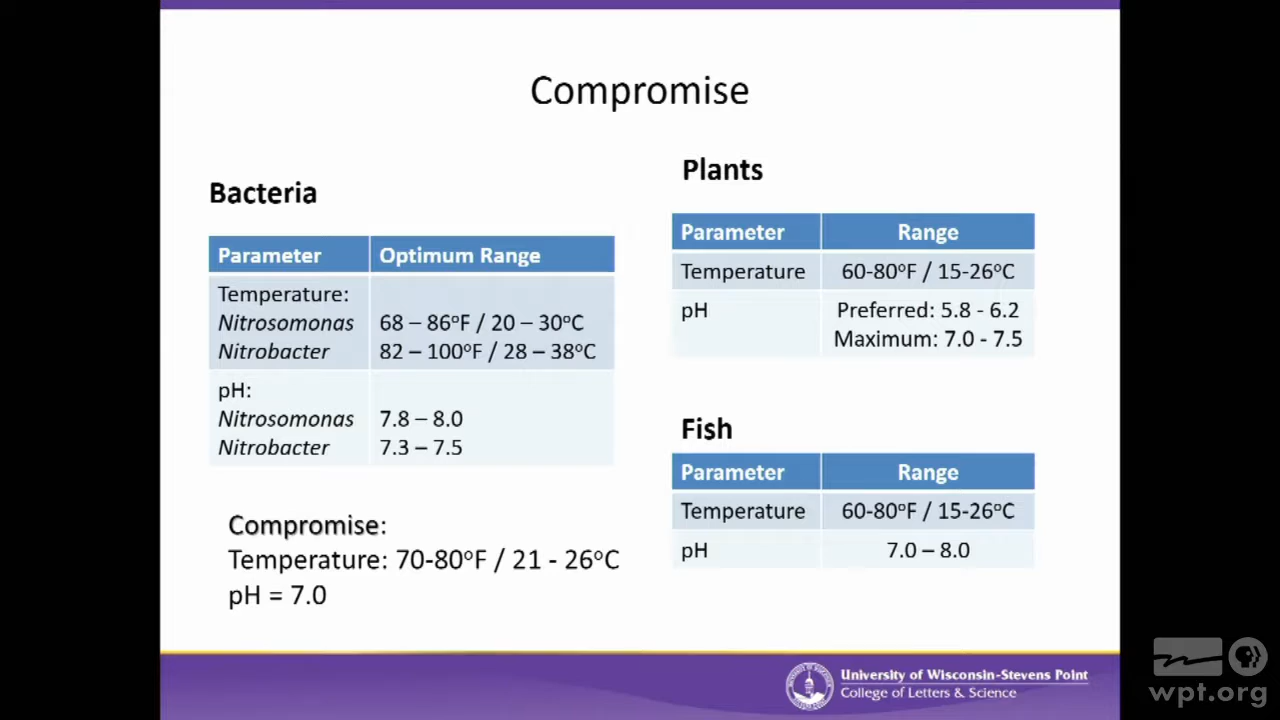 Compromise
Bacteria
Parameter Optimum Range
Temperature:
Nitrosomonas 68 – 86ºF / 20 – 30ºC
Nitrobacter 82 – 100ºF / 28 – 38ºC
pH:
Nitrosomonas 7.8 – 8.0
Nitrobacter 7.3 – 7.5
Compromise:
Temperature: 70-80ºF / 21 - 26ºC
pH = 7.0
Plants
Parameter Range
Temperature 60-80ºF / 15-26ºC
pH Preferred: 5.8 - 6.2
Maximum: 7.0 - 7.5
Fish
Parameter Range
Temperature 60-80ºF / 15-26ºC
pH 7.0 – 8.0
University of Wisconsin-Stevens Point
College of Letters & Science
wpt.org